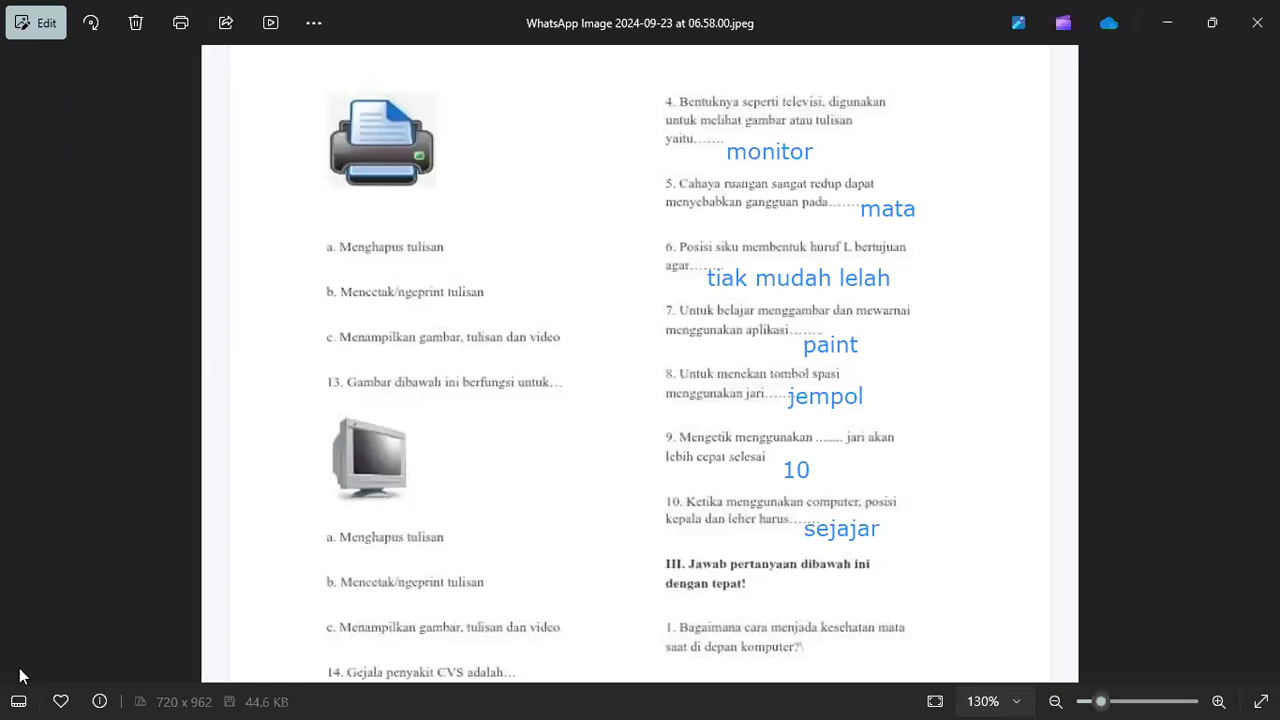 Edit
WhatsApp Image 2024-09-23 at 06.58.00.jpeg
a. Menghapus tulisan
b. Mencetak/ngeprint tulisan
c. Menampilkan gambar, tulisan dan video
13. Gambar dibawah ini berfungsi untuk...
a. Menghapus tulisan
b. Mencetak/ngeprint tulisan
c. Menampilkan gambar, tulisan dan video
14. Gejala penyakit CVS adalah...
4. Bentuknya seperti televisi, digunakan
untuk melihat gambar atau tulisan
yaitu.......
monitor
5. Cahaya ruangan sangat redup dapat
menyebabkan gangguan pada........
mata
6. Posisi siku membentuk huruf L bertujuan
agar.......
tiak mudah lelah
7. Untuk belajar menggambar dan mewarnai
menggunakan aplikasi........
paint
8. Untuk menekan tombol spasi
menggunakan jari.......
jempol
9. Mengetik menggunakan ........ jari akan
lebih cepat selesai
10
10. Ketika menggunakan computer, posisi
kepala dan leher harus.......
sejajar
III. Jawab pertanyaan dibawah ini
dengan tepat!
1. Bagaimana cara menjada kesehatan mata
saat di depan komputer?\
720 x 962
44.6 KB
130%